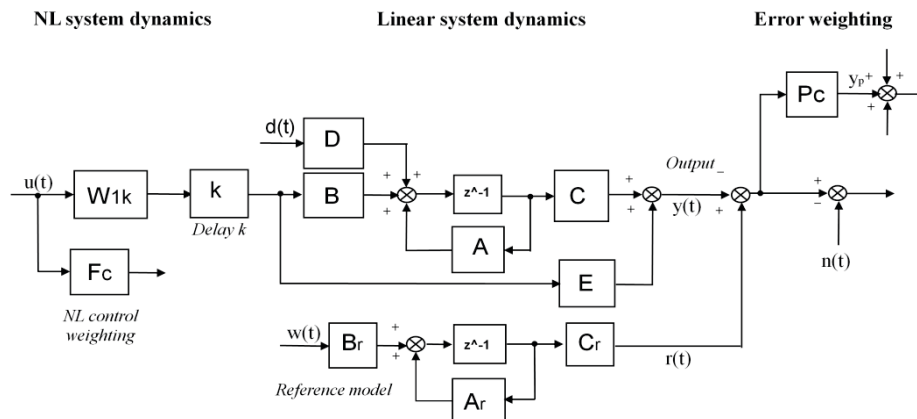 NL system dynamics
Linear system dynamics
Error weighting
d(t)
D
Pc
yp
+
+
+
u(t)
W1k
k
Delay k
B
+
+
+
z^-1
C
+
+
Output
y(t)
–
+
+
–
A
Fc
E
n(t)
NL control
weighting
w(t)
Br
+
+
z^-1
Cr
r(t)
Reference model
Ar